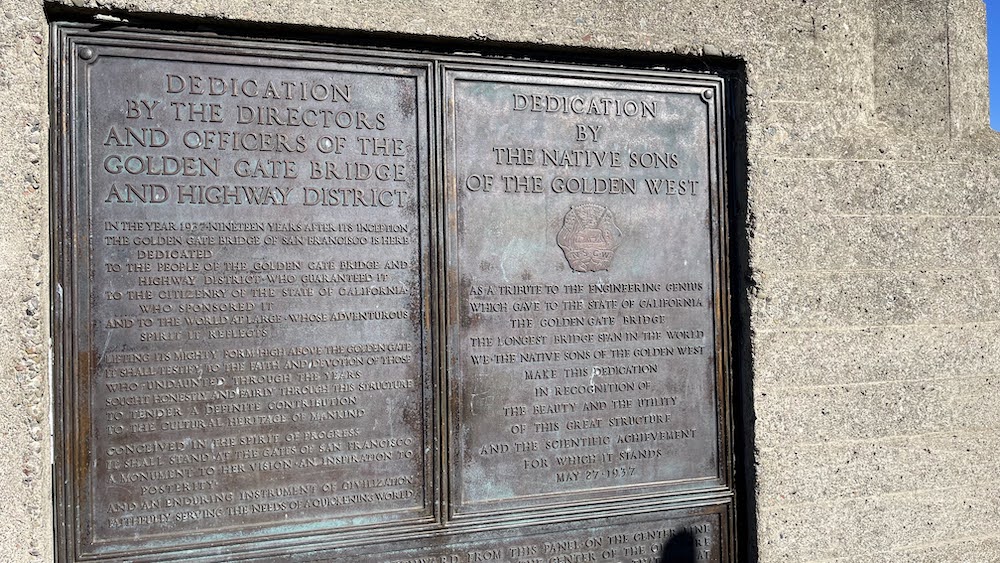 DEDICATION
BY THE DIRECTORS
AND OFFICERS OF THE
GOLDEN GATE BRIDGE
AND HIGHWAY DISTRICT
IN THE YEAR 1937·NINETEEN YEARS AFTER ITS INCEPTION
THE GOLDEN GATE BRIDGE OF SAN FRANCISCO IS HERE
DEDICATED
TO THE PEOPLE OF THE GOLDEN GATE BRIDGE AND
HIGHWAY DISTRICT·WHO GUARANTEED IT
TO THE CITIZENRY OF THE STATE OF CALIFORNIA·
WHO SPONSORED IT
AND TO THE WORLD AT LARGE·WHOSE ADVENTUROUS
SPIRIT IT REFLECTS
LIFTING ITS MIGHTY FORM HIGH ABOVE THE GOLDEN GATE
IT SHALL TESTIFY TO THE FAITH AND DEVOTION OF THOSE
WHO UNDAUNTED THROUGH THE YEARS
SOUGHT HONESTLY AND FAIRLY THROUGH THIS STRUCTURE
TO TENDER A DEFINITE CONTRIBUTION
TO THE CULTURAL HERITAGE OF MANKIND
CONCEIVED IN THE SPIRIT OF PROGRESS
IT SHALL STAND AT THE GATES OF SAN FRANCISCO
A MONUMENT TO HER VISION·AN INSPIRATION TO
POSTERITY·
AND AN ENDURING INSTRUMENT OF CIVILIZATION
FAITHFULLY SERVING THE NEEDS OF A QUICKENING WORLD
DEDICATION
BY
THE NATIVE SONS
OF THE GOLDEN WEST
AS A TRIBUTE TO THE ENGINEERING GENIUS
WHICH GAVE TO THE STATE OF CALIFORNIA
THE GOLDEN GATE BRIDGE
THE LONGEST BRIDGE SPAN IN THE WORLD
WE·THE NATIVE SONS OF THE GOLDEN WEST
MAKE THIS DEDICATION
IN RECOGNITION OF
THE BEAUTY AND THE UTILITY
OF THIS GREAT STRUCTURE
AND THE SCIENTIFIC ACHIEVEMENT
FOR WHICH IT STANDS
MAY·27·1937
FROM THIS PANEL ON THE CENTER LINE
THE CENTER OF THE